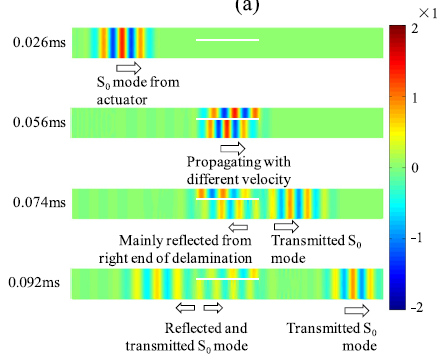 (a)
×1
2
0.026ms
S₀ mode from
actuator
1
0.056ms
Propagating with
different velocity
0
0.074ms
Mainly reflected from
right end of delamination
Transmitted S₀
mode
-1
0.092ms
-2
Reflected and
transmitted S₀ mode
Transmitted S₀
mode